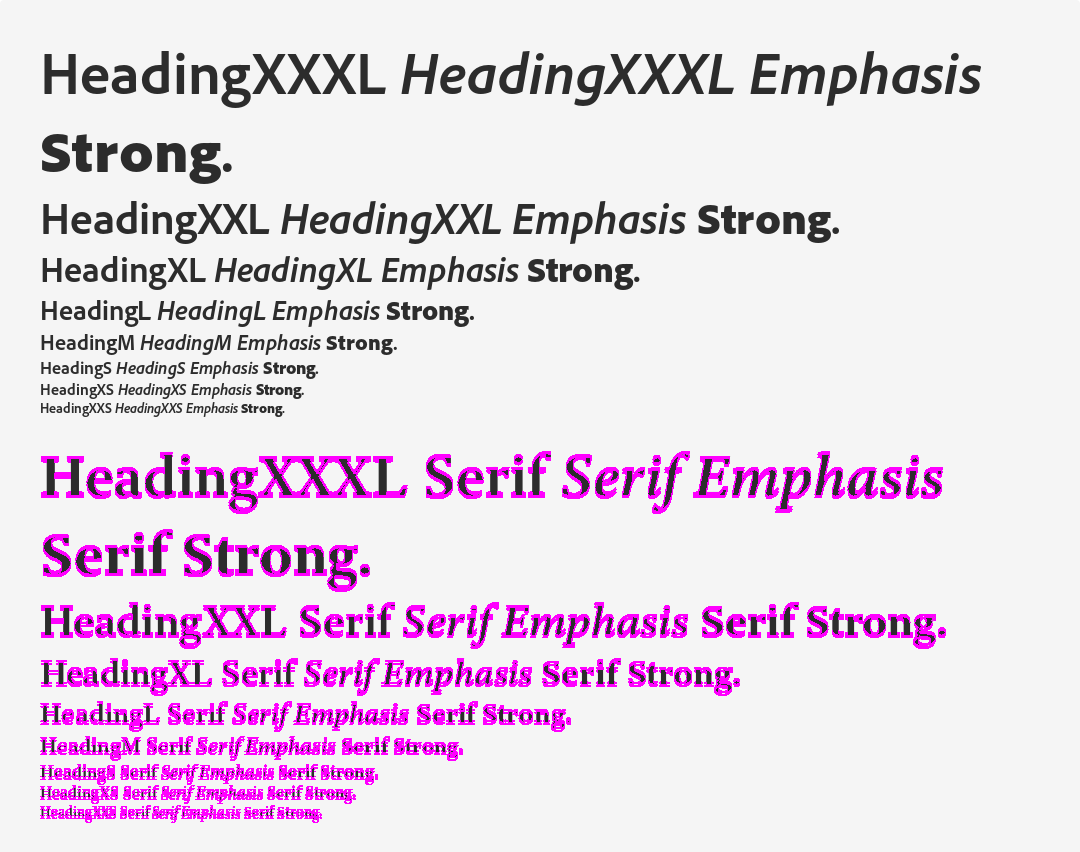 HeadingXXXL HeadingXXXL Emphasis
Strong.
HeadingXXL HeadingXXL Emphasis Strong.
HeadingXL HeadingXL Emphasis Strong.
HeadingL HeadingL Emphasis Strong.
HeadingM HeadingM Emphasis Strong.
HeadingS HeadingS Emphasis Strong.
HeadingXS HeadingXS Emphasis Strong.
HeadingXXS HeadingXXS Emphasis Strong.
HeadingXXXL Serif Serif Emphasis
Serif Strong.
HeadingXXL Serif Serif Emphasis Serif Strong.
HeadingXL Serif Serif Emphasis Serif Strong.
HeadingL Serif Serif Emphasis Serif Strong.
HeadingM Serif Serif Emphasis Serif Strong.
HeadingS Serif Serif Emphasis Serif Strong.
HeadingXS Serif Serif Emphasis Serif Strong.
HeadingXXS Serif Serif Emphasis Serif Strong.